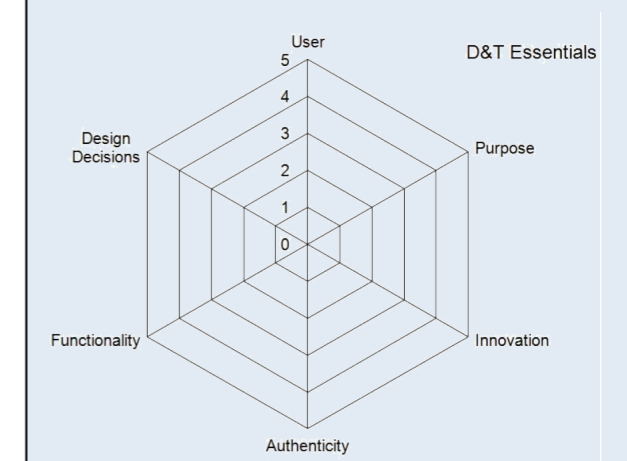 User
D&T Essentials
5
4
3
2
1
0
Design
Decisions
Purpose
Functionality
Innovation
Authenticity